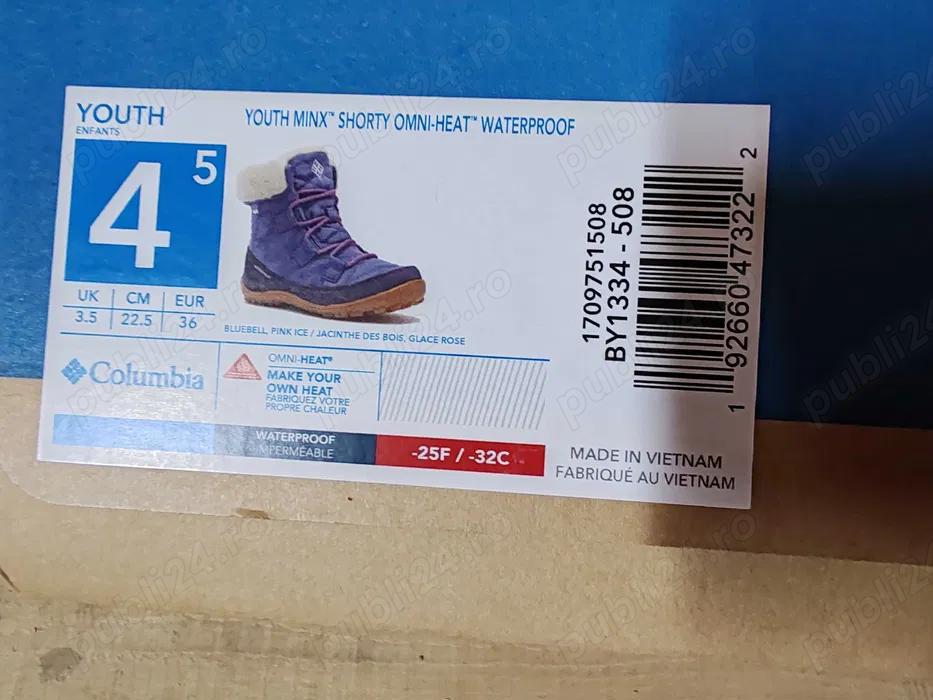 YOUTH
ENFANTS
4 5
UK CM EUR
3.5 22.5 36
YOUTH MINX™ SHORTY OMNI-HEAT™ WATERPROOF
BLUEBELL, PINK ICE / JACINTHE DES BOIS, GLACE ROSE
Columbia
OMNI-HEAT®
MAKE YOUR
OWN HEAT
FABRIQUEZ VOTRE
PROPRE CHALEUR
WATERPROOF
IMPERMÉABLE
-25F / -32C
1709751508
BY1334 - 508
1 92660 47322 2
MADE IN VIETNAM
FABRIQUÉ AU VIETNAM
publi24.ro